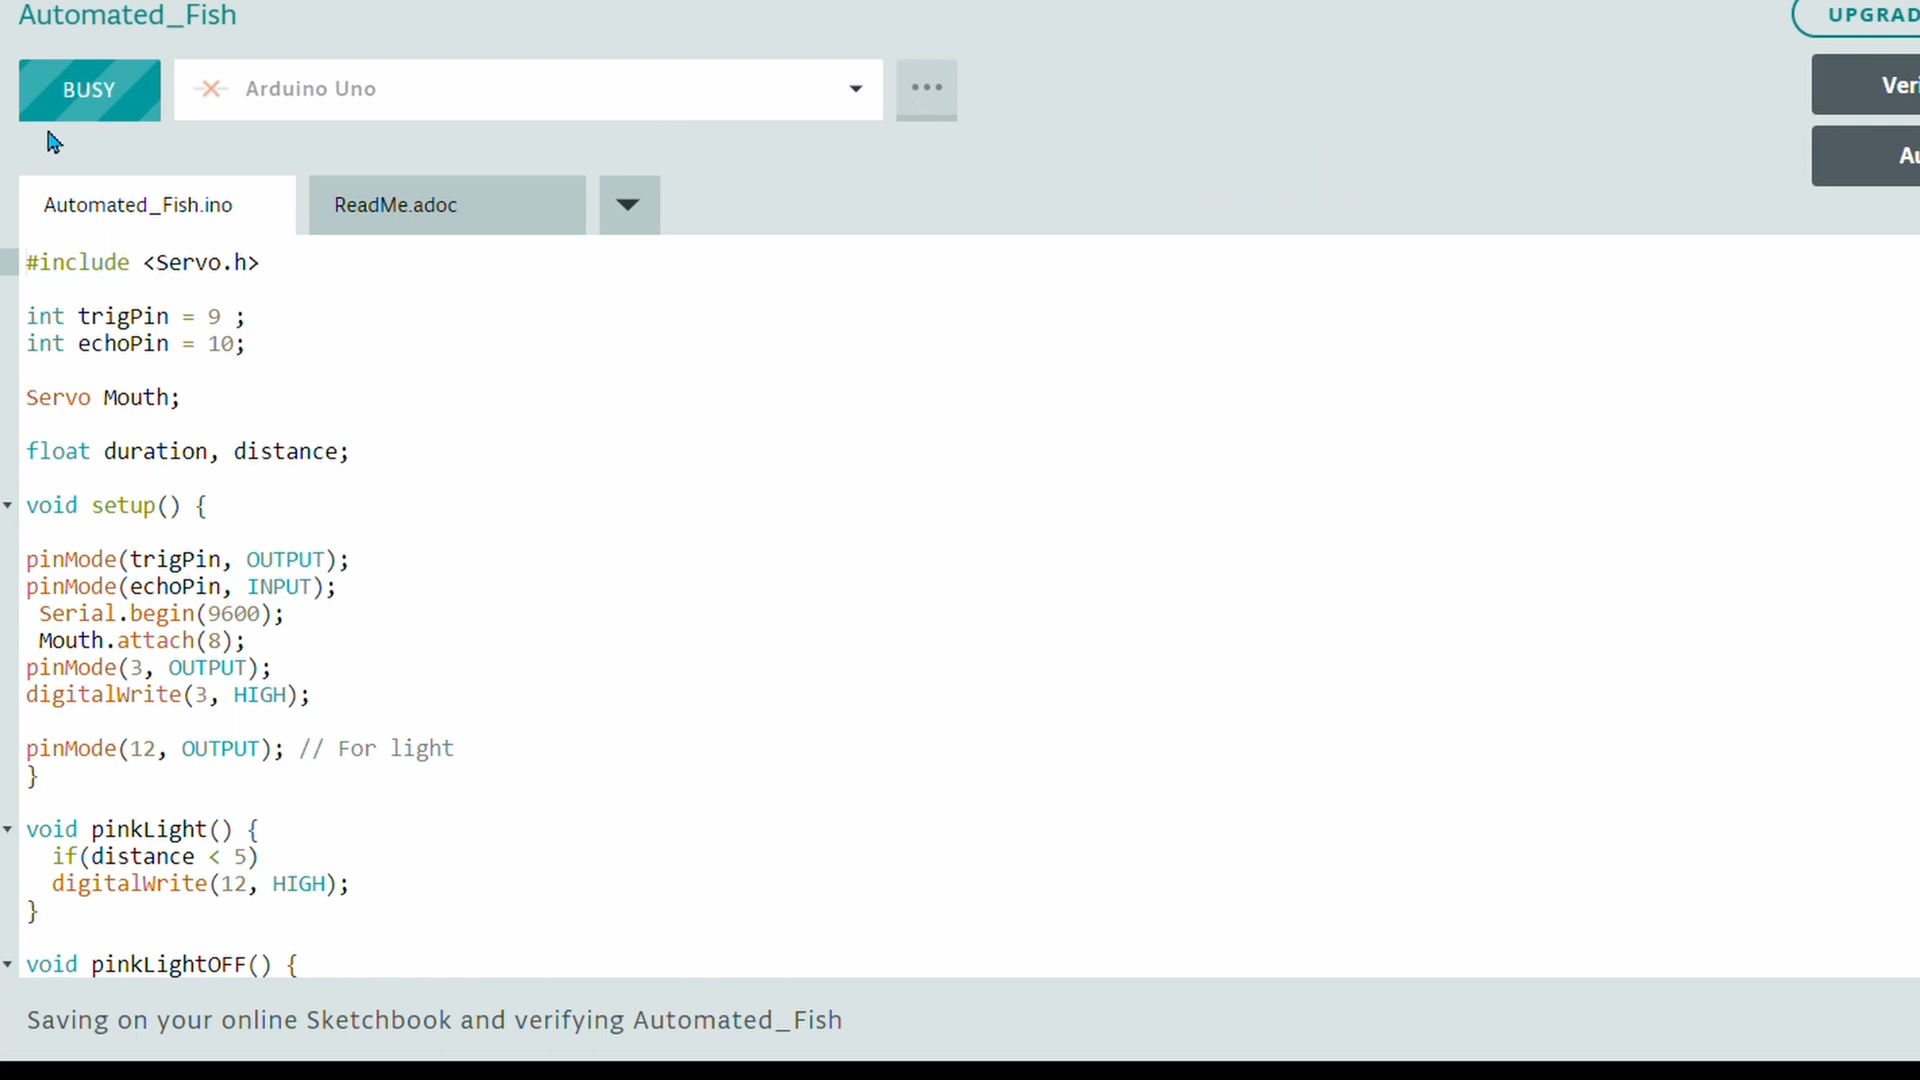 Automated_Fish
UPGRAD
BUSY
Arduino Uno
Veri
Au
Automated_Fish.ino
ReadMe.adoc
#include <Servo.h>
int trigPin = 9 ;
int echoPin = 10;
Servo Mouth;
float duration, distance;
void setup() {
pinMode(trigPin, OUTPUT);
pinMode(echoPin, INPUT);
Serial.begin(9600);
Mouth.attach(8);
pinMode(3, OUTPUT);
digitalWrite(3, HIGH);
pinMode(12, OUTPUT); // For light
}
void pinkLight() {
if(distance < 5)
digitalWrite(12, HIGH);
}
void pinkLightOFF() {
Saving on your online Sketchbook and verifying Automated_Fish